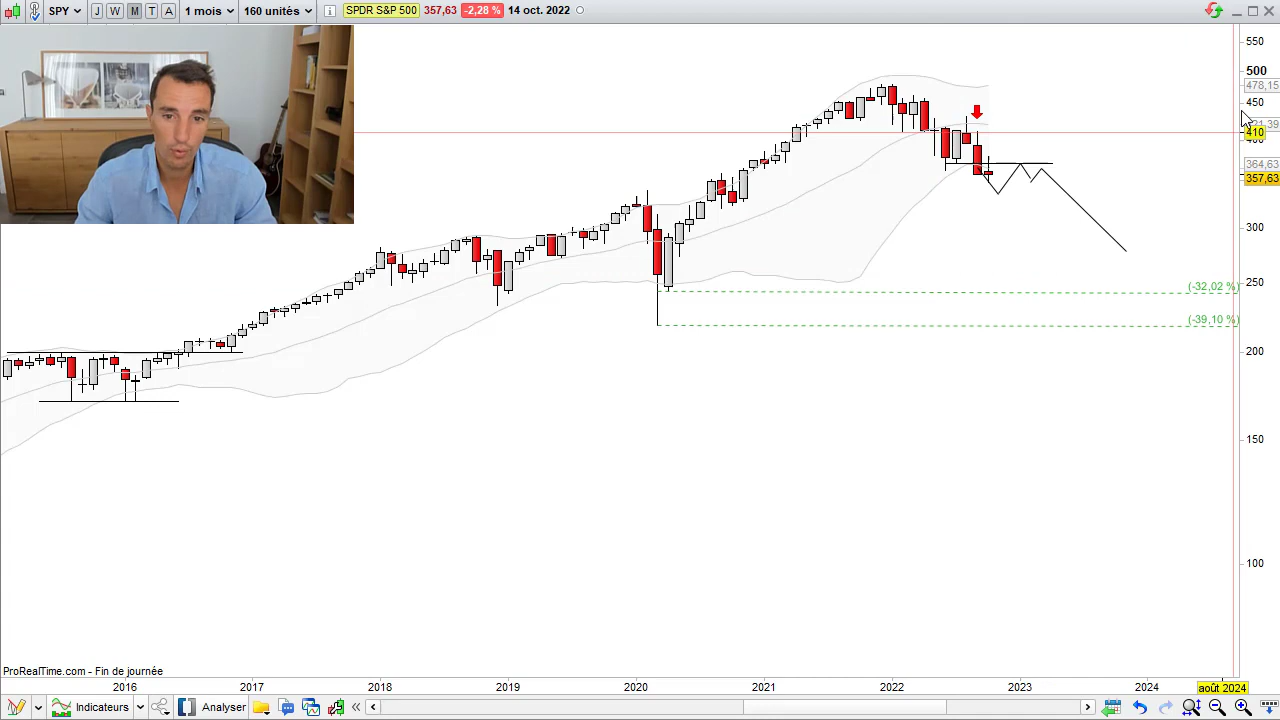 SPY
J
W
M
T
A
1 mois
160 unités
SPDR S&P 500
357,63
-2,28 %
14 oct. 2022
550
500
478,15
450
410
364,63
357,63
300
(-32,02 %)
250
(-39,10 %)
200
150
100
ProRealTime.com - Fin de journée
2016
2017
2018
2019
2020
2021
2022
2023
2024
août 2024
Indicateurs
Analyser